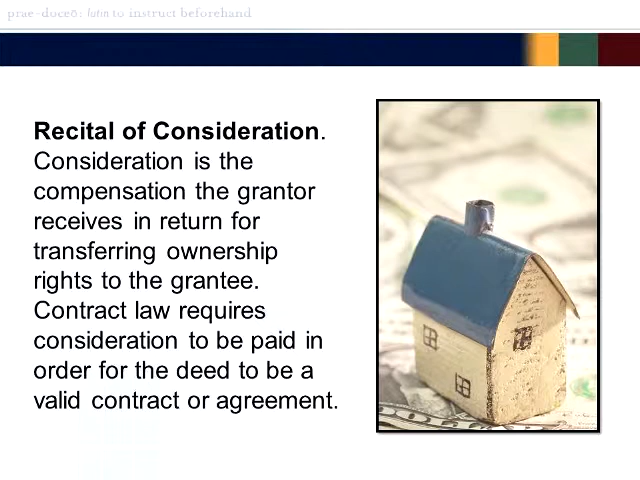 prae-doceō: latin to instruct beforehand
Recital of Consideration.
Consideration is the
compensation the grantor
receives in return for
transferring ownership
rights to the grantee.
Contract law requires
consideration to be paid in
order for the deed to be a
valid contract or agreement.